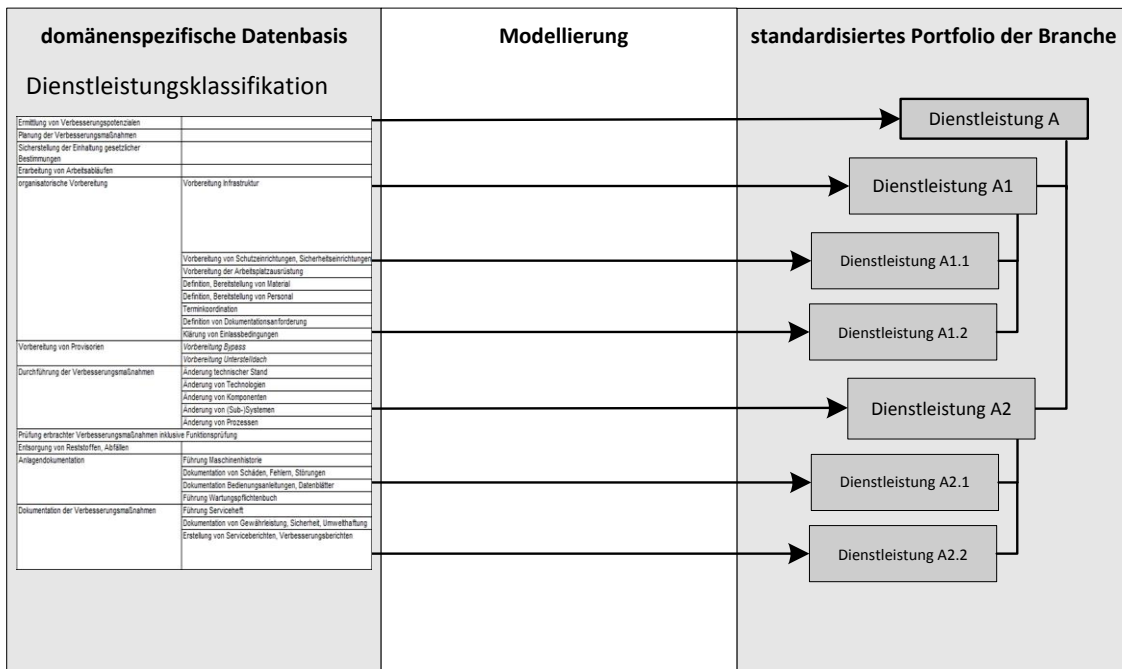 domänenspezifische Datenbasis
Modellierung
standardisiertes Portfolio der Branche
Dienstleistungsklassifikation
Ermittlung von Verbesserungspotenzialen
Planung der Verbesserungsmaßnahmen
Sicherstellung der Einhaltung gesetzlicher
Bestimmungen
Erarbeitung von Arbeitsabläufen
organisatorische Vorbereitung
Vorbereitung Infrastruktur
Vorbereitung von Schutzeinrichtungen, Sicherheitseinrichtungen
Vorbereitung der Arbeitsplatzausrüstung
Definition, Bereitstellung von Material
Definition, Bereitstellung von Personal
Terminkoordination
Definition von Dokumentationsanforderung
Klärung von Einlassbedingungen
Vorbereitung von Provisorien
Vorbereitung Bypass
Vorbereitung Unterstelldach
Durchführung der Verbesserungsmaßnahmen
Änderung technischer Stand
Änderung von Technologien
Änderung von Komponenten
Änderung von (Sub-)Systemen
Änderung von Prozessen
Prüfung erbrachter Verbesserungsmaßnahmen inklusive Funktionsprüfung
Entsorgung von Reststoffen, Abfällen
Anlagendokumentation
Führung Maschinenhistorie
Dokumentation von Schäden, Fehlern, Störungen
Dokumentation Bedienungsanleitungen, Datenblätter
Führung Wartungspflichtenbuch
Dokumentation der Verbesserungsmaßnahmen
Führung Serviceheft
Dokumentation von Gewährleistung, Sicherheit, Umwelthaftung
Erstellung von Serviceberichten, Verbesserungsberichten
Dienstleistung A
Dienstleistung A1
Dienstleistung A1.1
Dienstleistung A1.2
Dienstleistung A2
Dienstleistung A2.1
Dienstleistung A2.2